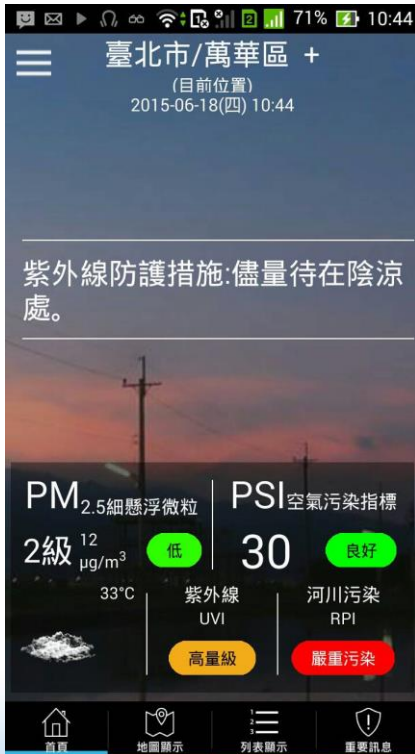 71% 10:44
臺北市/萬華區 +
(目前位置)
2015-06-18(四) 10:44
紫外線防護措施:儘量待在陰涼
處。
PM2.5細懸浮微粒
PSI空氣污染指標
2級 12 μg/m³ 低
30 良好
33°C
紫外線
UVI
高量級
河川污染
RPI
嚴重污染
首頁 地圖顯示 列表顯示 重要訊息